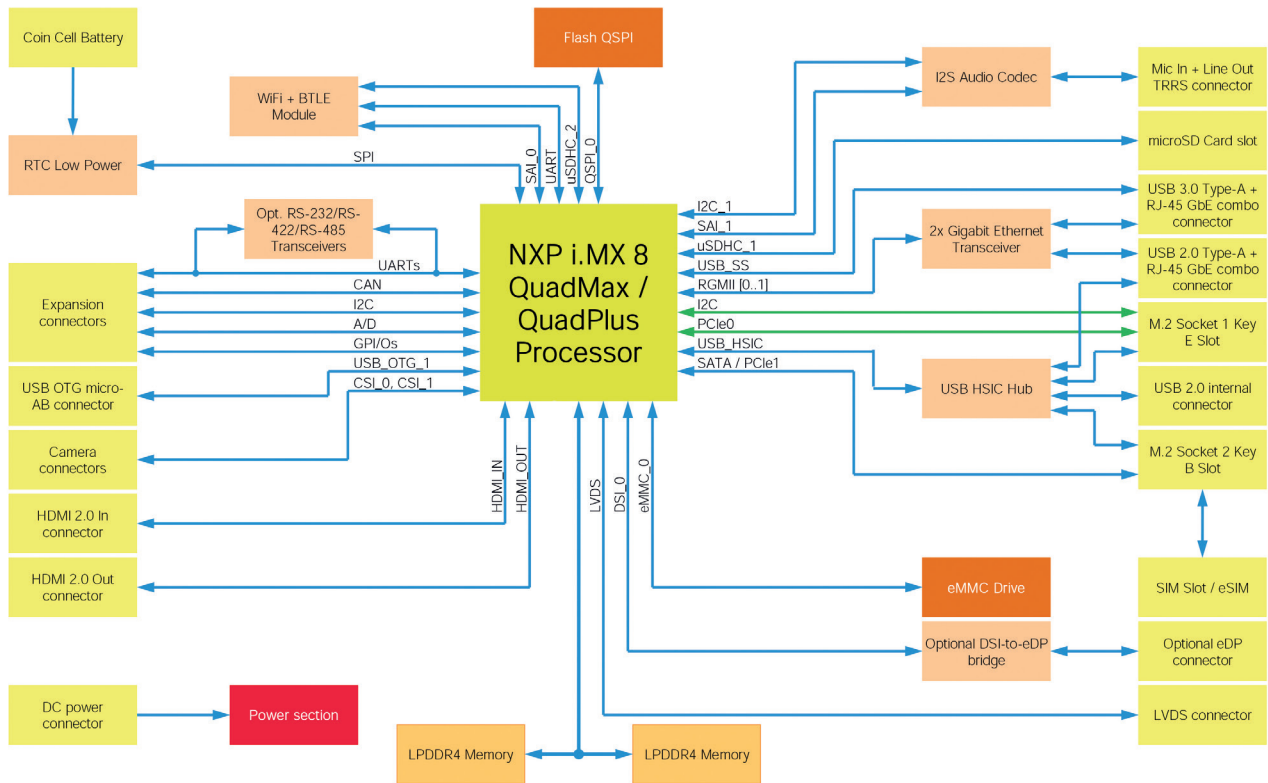 Coin Cell Battery
Flash QSPI
I2S Audio Codec
Mic In + Line Out
TRRS connector
WiFi + BTLE
Module
microSD Card slot
RTC Low Power
SPI
SAI_0
UART
uSDHC_2
QSPI_0
USB 3.0 Type-A +
RJ-45 GbE combo
connector
Opt. RS-232/RS-
422/RS-485
Transceivers
I2C_1
SAI_1
uSDHC_1
USB_SS
RGMII [0..1]
I2C
PCIe0
USB_HSIC
SATA / PCIe1
2x Gigabit Ethernet
Transceiver
USB 2.0 Type-A +
RJ-45 GbE combo
connector
NXP i.MX 8
QuadMax /
QuadPlus
Processor
Expansion
connectors
UARTs
CAN
I2C
A/D
GPI/Os
USB_OTG_1
CSI_0, CSI_1
M.2 Socket 1 Key
E Slot
USB OTG micro-
AB connector
USB HSIC Hub
USB 2.0 internal
connector
Camera
connectors
M.2 Socket 2 Key
B Slot
HDMI_IN
HDMI_OUT
LVDS
DSI_0
eMMC_0
HDMI 2.0 In
connector
HDMI 2.0 Out
connector
eMMC Drive
SIM Slot / eSIM
Optional DSI-to-eDP
bridge
Optional eDP
connector
DC power
connector
Power section
LVDS connector
LPDDR4 Memory
LPDDR4 Memory